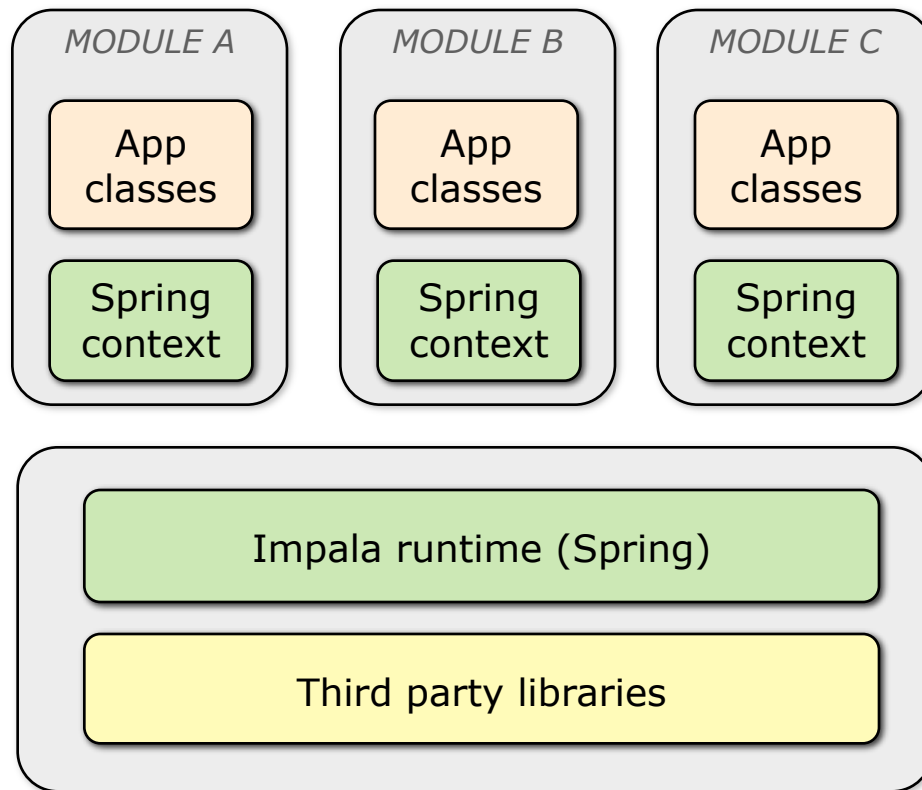 MODULE A
MODULE B
MODULE C
App
classes
App
classes
App
classes
Spring
context
Spring
context
Spring
context
Impala runtime (Spring)
Third party libraries